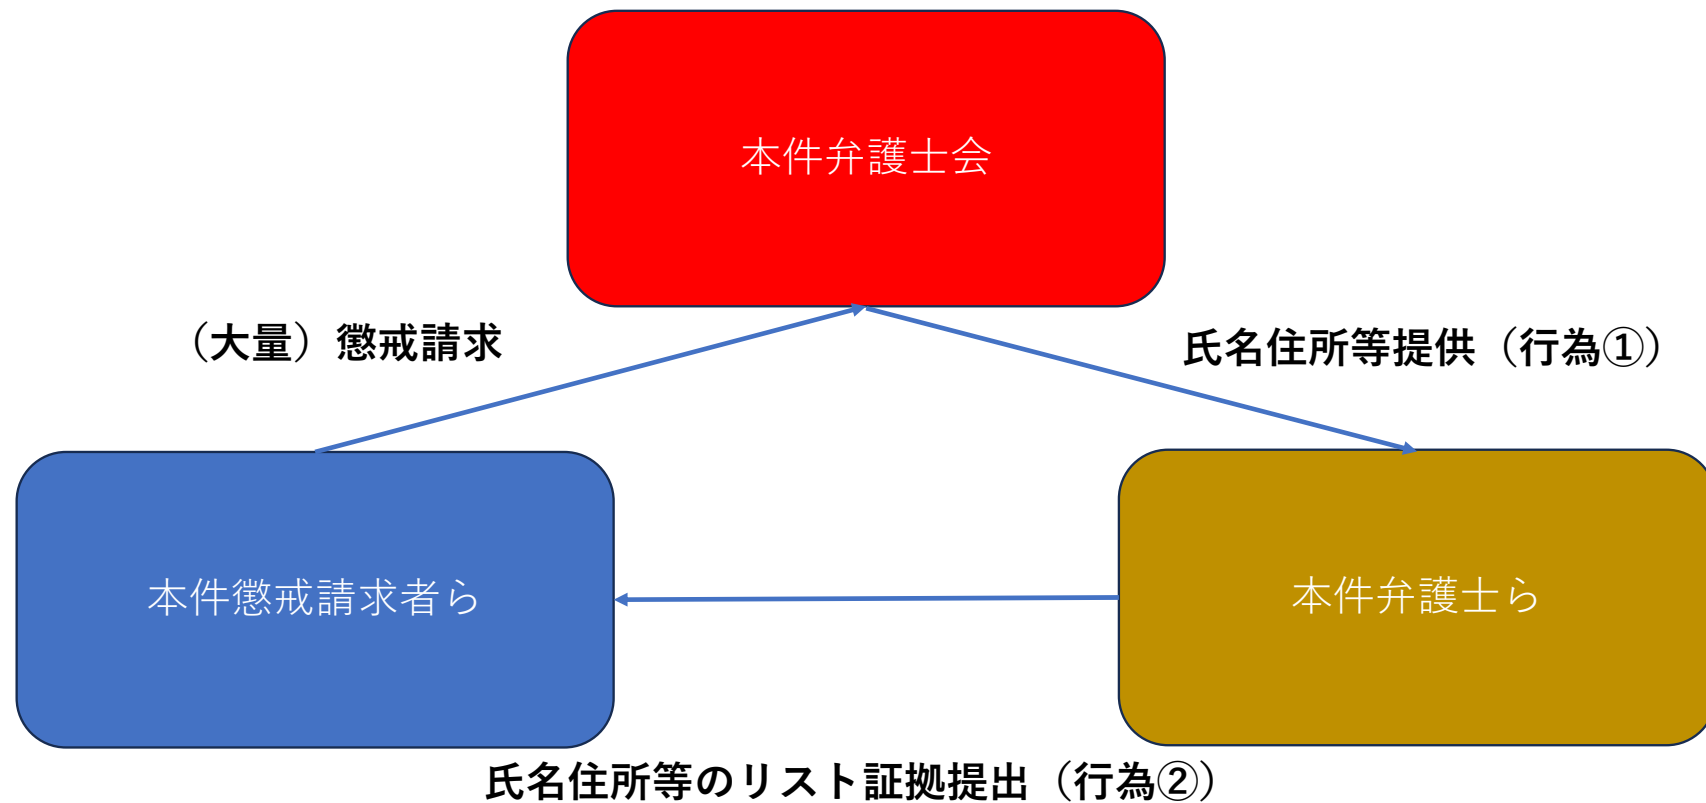 本件弁護士会
（大量）懲戒請求
氏名住所等提供（行為①）
本件懲戒請求者ら
本件弁護士ら
氏名住所等のリスト証拠提出（行為②）